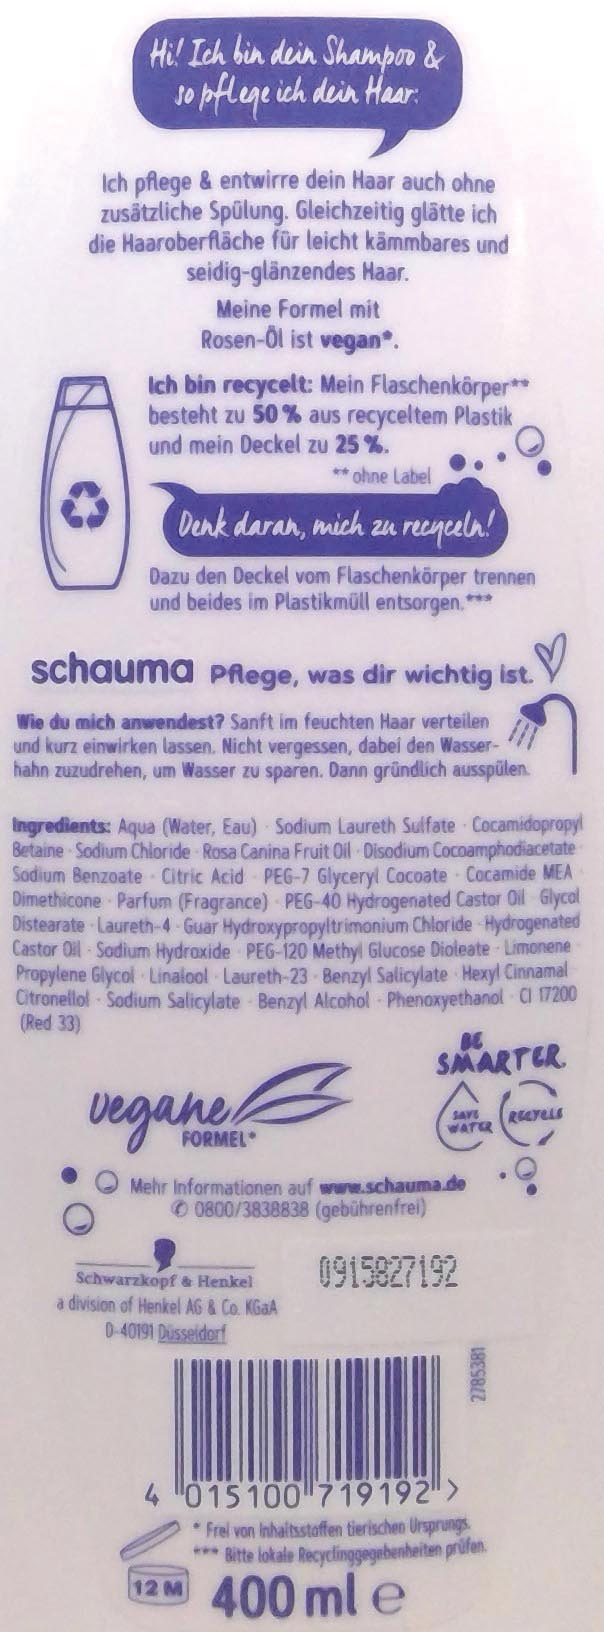 Hi! Ich bin dein Shampoo &
so pflege ich dein Haar:
Ich pflege & entwirre dein Haar auch ohne
zusätzliche Spülung. Gleichzeitig glätte ich
die Haaroberfläche für leicht kämmbares und
seidig-glänzendes Haar.
Meine Formel mit
Rosen-Öl ist vegan*.
Ich bin recycelt: Mein Flaschenkörper**
besteht zu 50 % aus recyceltem Plastik
und mein Deckel zu 25 %.
** ohne Label
Denk daran, mich zu recyceln!
Dazu den Deckel vom Flaschenkörper trennen
und beides im Plastikmüll entsorgen.***
schauma Pflege, was dir wichtig ist.
Wie du mich anwendest? Sanft im feuchten Haar verteilen
und kurz einwirken lassen. Nicht vergessen, dabei den Wasser-
hahn zuzudrehen, um Wasser zu sparen. Dann gründlich ausspülen.
Ingredients: Aqua (Water, Eau) · Sodium Laureth Sulfate · Cocamidopropyl
Betaine · Sodium Chloride · Rosa Canina Fruit Oil · Disodium Cocoamphodiacetate
Sodium Benzoate · Citric Acid · PEG-7 Glyceryl Cocoate · Cocamide MEA
Dimethicone · Parfum (Fragrance) · PEG-40 Hydrogenated Castor Oil · Glycol
Distearate · Laureth-4 · Guar Hydroxypropyltrimonium Chloride · Hydrogenated
Castor Oil · Sodium Hydroxide · PEG-120 Methyl Glucose Dioleate · Limonene
Propylene Glycol · Linalool · Laureth-23 · Benzyl Salicylate · Hexyl Cinnamal
Citronellol · Sodium Salicylate · Benzyl Alcohol · Phenoxyethanol · CI 17200
(Red 33)
BE
SMARTER.
SAVE
WATER
RECYCLE
vegane
FORMEL*
Mehr Informationen auf www.schauma.de
✆ 0800/3838838 (gebührenfrei)
Schwarzkopf & Henkel
a division of Henkel AG & Co. KGaA
D-40191 Düsseldorf
0915827192
2785381
4 015100 719192 >
* Frei von Inhaltsstoffen tierischen Ursprungs.
*** Bitte lokale Recyclinggegebenheiten prüfen.
12 M
400 ml e